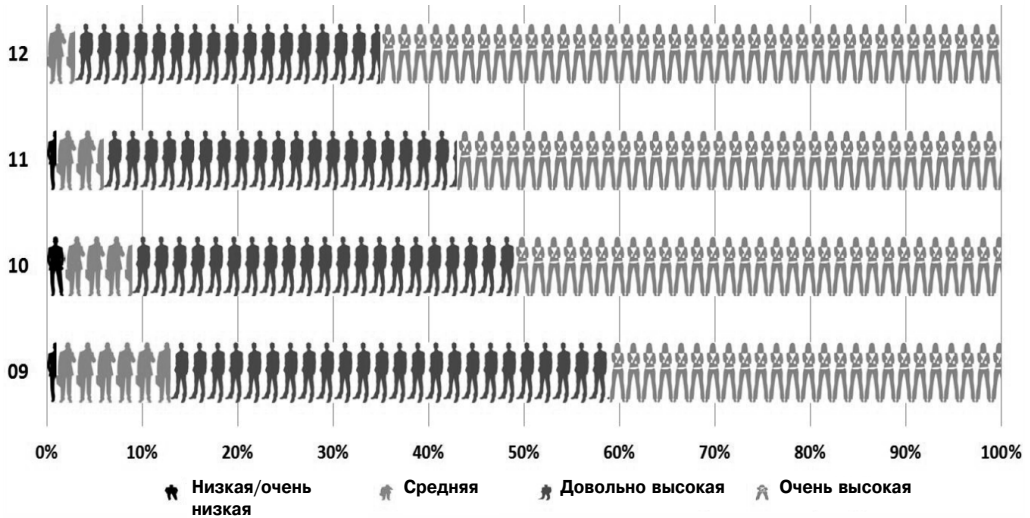 12
11
10
09
0% 10% 20% 30% 40% 50% 60% 70% 80% 90% 100%
Низкая/очень низкая
Средняя
Довольно высокая
Очень высокая